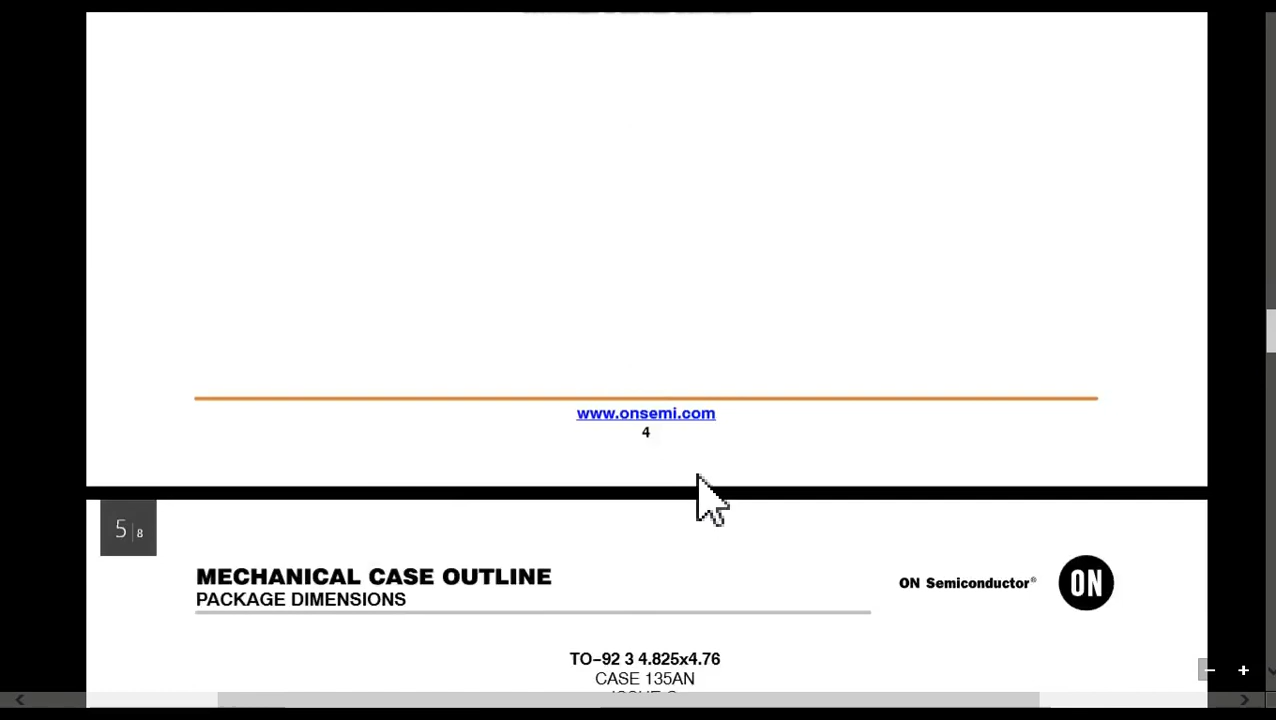 www.onsemi.com
4
5 | 8
MECHANICAL CASE OUTLINE
PACKAGE DIMENSIONS
ON Semiconductor®
ON
TO−92 3 4.825x4.76
CASE 135AN